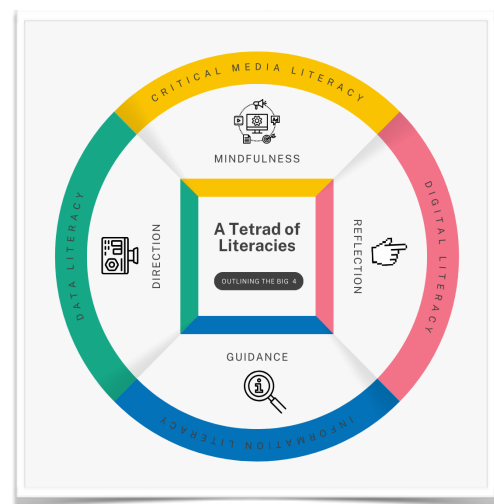 CRITICAL MEDIA LITERACY
MINDFULNESS
DATA LITERACY
DIRECTION
A Tetrad of
Literacies
OUTLINING THE BIG 4
REFLECTION
DIGITAL LITERACY
GUIDANCE
INFORMATION LITERACY